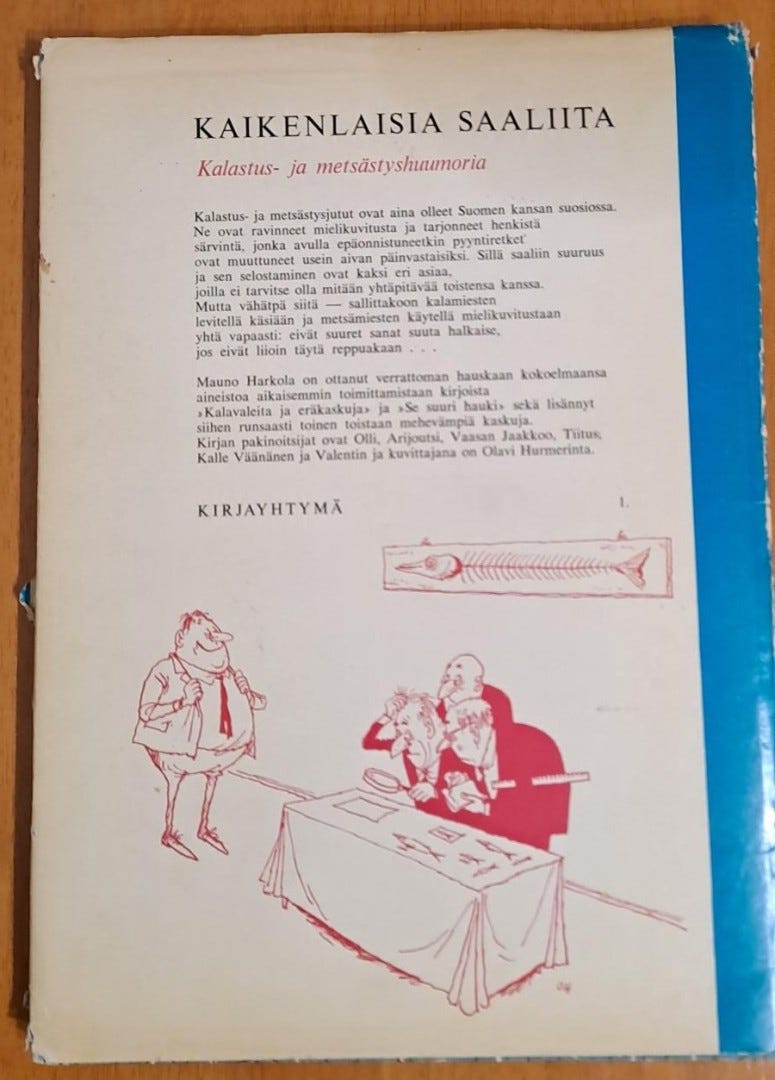 KAIKENLAISIA SAALIITA
Kalastus- ja metsästyshuumoria
Kalastus- ja metsästysjutut ovat aina olleet Suomen kansan suosiossa.
Ne ovat ravinneet mielikuvitusta ja tarjonneet henkistä
särvintä, jonka avulla epäonnistuneetkin pyyntiretket
ovat muuttuneet usein aivan päinvastaisiksi. Sillä saaliin suuruus
ja sen selostaminen ovat kaksi eri asiaa,
joilla ei tarvitse olla mitään yhtäpitävää toistensa kanssa.
Mutta vähätpä siitä — sallittakoon kalamiesten
levitellä käsiään ja metsämiesten käytellä mielikuvitustaan
yhtä vapaasti: eivät suuret sanat suuta halkaise,
jos eivät liioin täytä reppuakaan . . .
Mauno Harkola on ottanut verrattoman hauskaan kokoelmaansa
aineistoa aikaisemmin toimittamistaan kirjoista
»Kalavaleita ja eräkaskuja» ja »Se suuri hauki» sekä lisännyt
siihen runsaasti toinen toistaan mehevämpiä kaskuja.
Kirjan pakinoitsijat ovat Olli, Arijoutsi, Vaasan Jaakkoo, Tiitus,
Kalle Väänänen ja Valentin ja kuvittajana on Olavi Hurmerinta.
KIRJAYHTYMÄ
1.